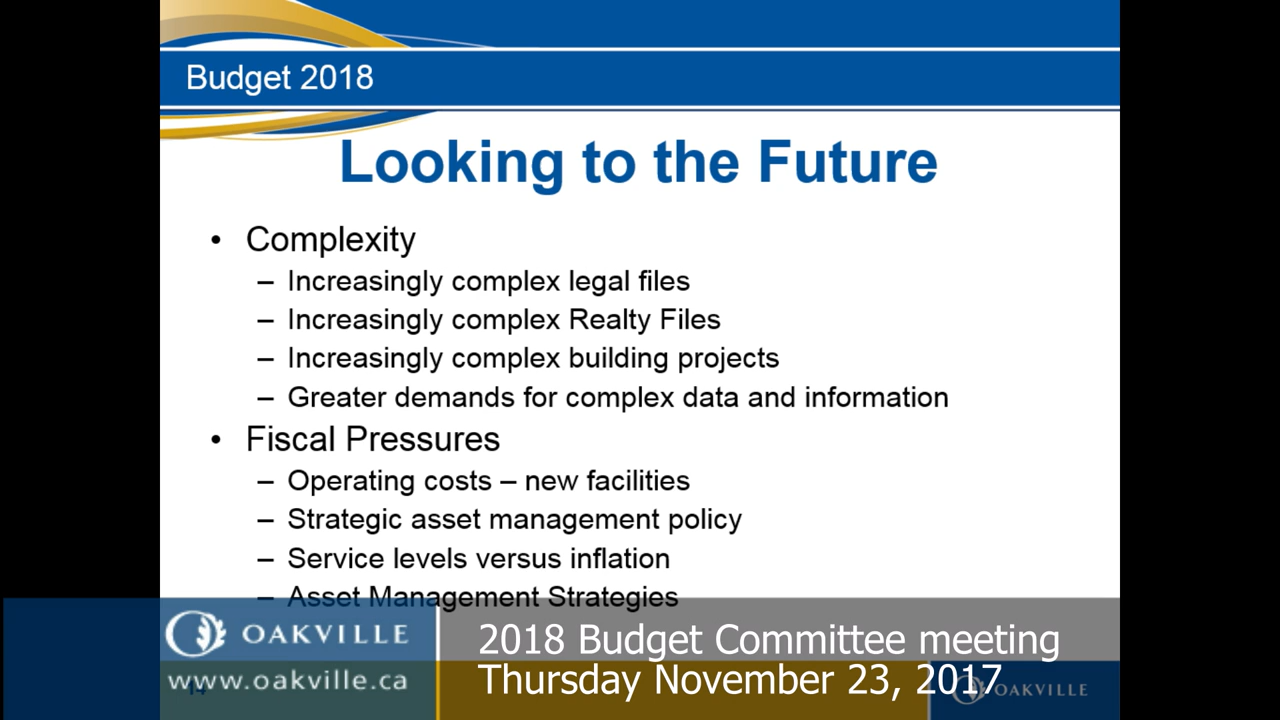 Budget 2018
Looking to the Future
• Complexity
– Increasingly complex legal files
– Increasingly complex Realty Files
– Increasingly complex building projects
– Greater demands for complex data and information
• Fiscal Pressures
– Operating costs – new facilities
– Strategic asset management policy
– Service levels versus inflation
– Asset Management Strategies
OAKVILLE
www.oakville.ca
14
2018 Budget Committee meeting
Thursday November 23, 2017
OAKVILLE